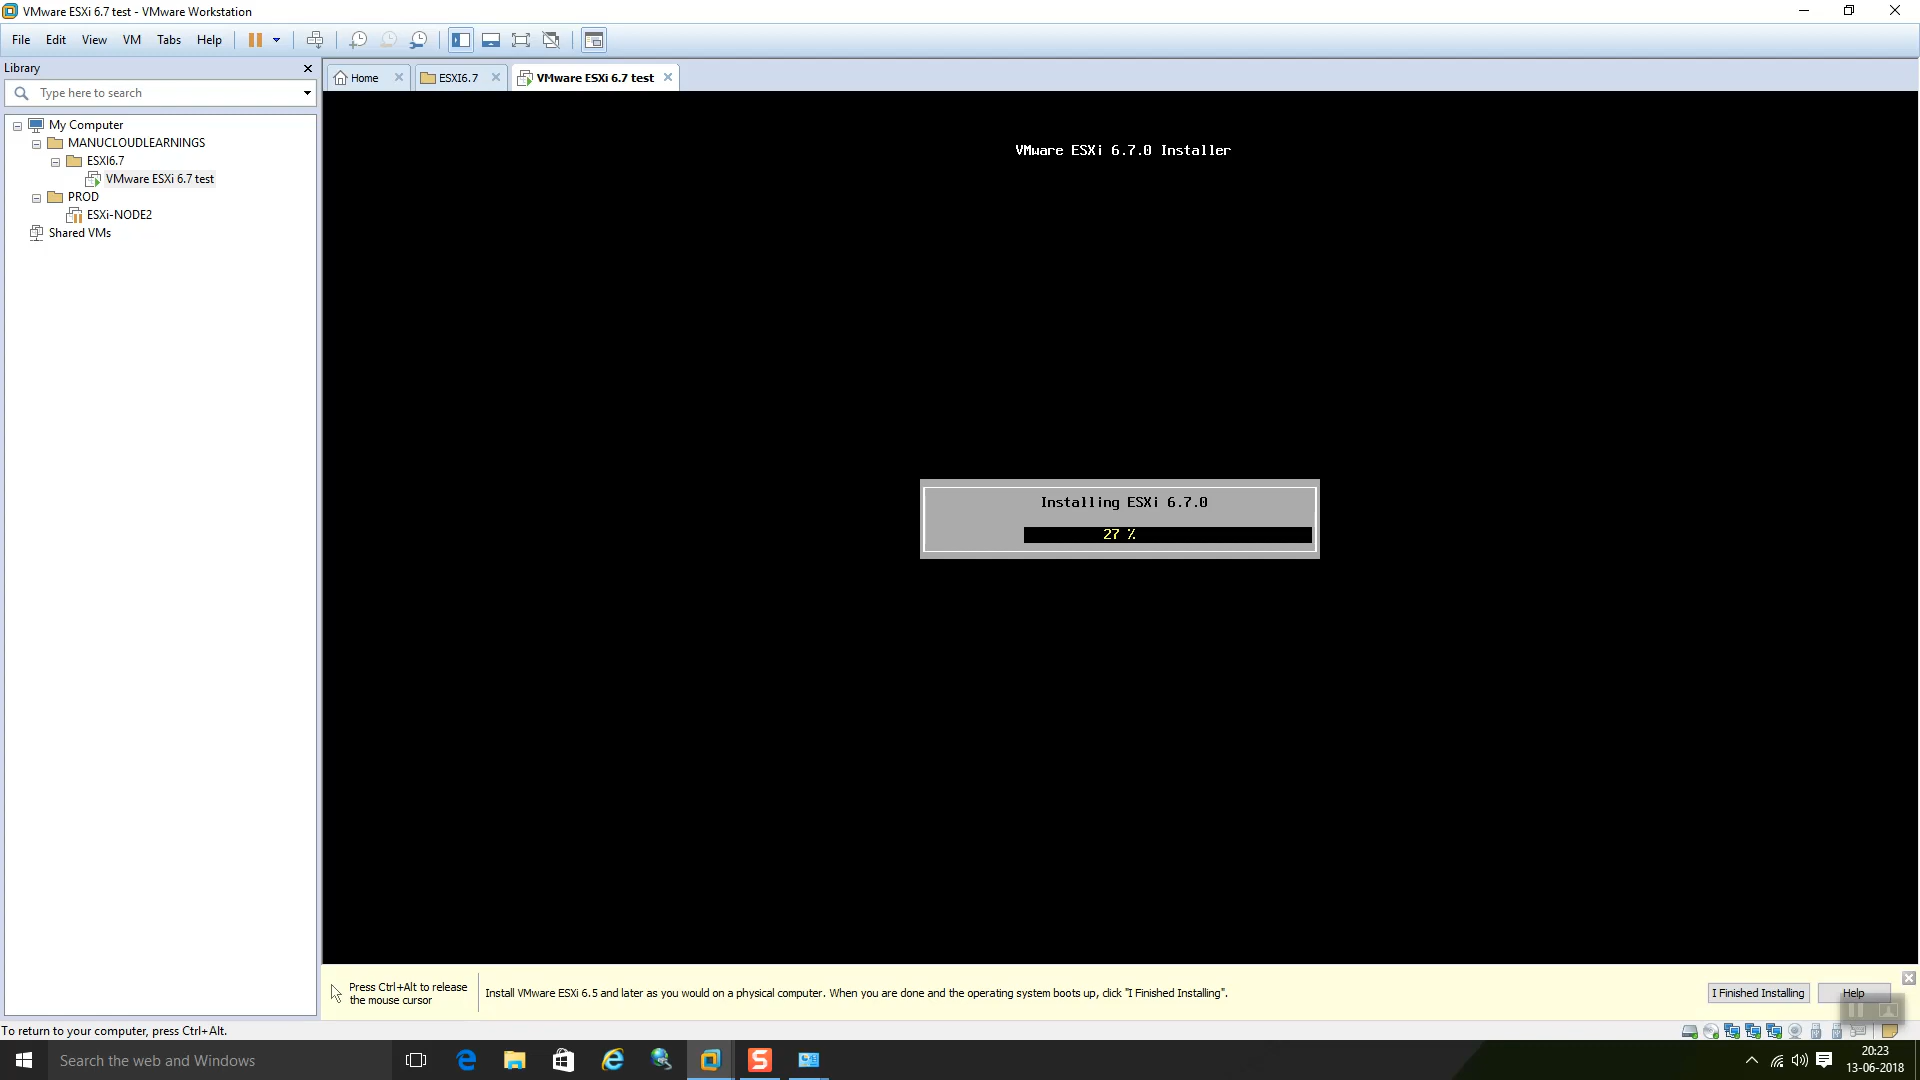 VMware ESXi 6.7 test - VMware Workstation
File Edit View VM Tabs Help
Library
Type here to search
My Computer
MANUCLOUDLEARNINGS
ESXI6.7
VMware ESXi 6.7 test
PROD
ESXi-NODE2
Shared VMs
Home ESXI6.7 VMware ESXi 6.7 test
VMware ESXi 6.7.0 Installer
Installing ESXi 6.7.0
27 %
Press Ctrl+Alt to release
the mouse cursor
Install VMware ESXi 6.5 and later as you would on a physical computer. When you are done and the operating system boots up, click "I Finished Installing".
I Finished Installing Help
To return to your computer, press Ctrl+Alt.
Search the web and Windows
20:23
13-06-2018